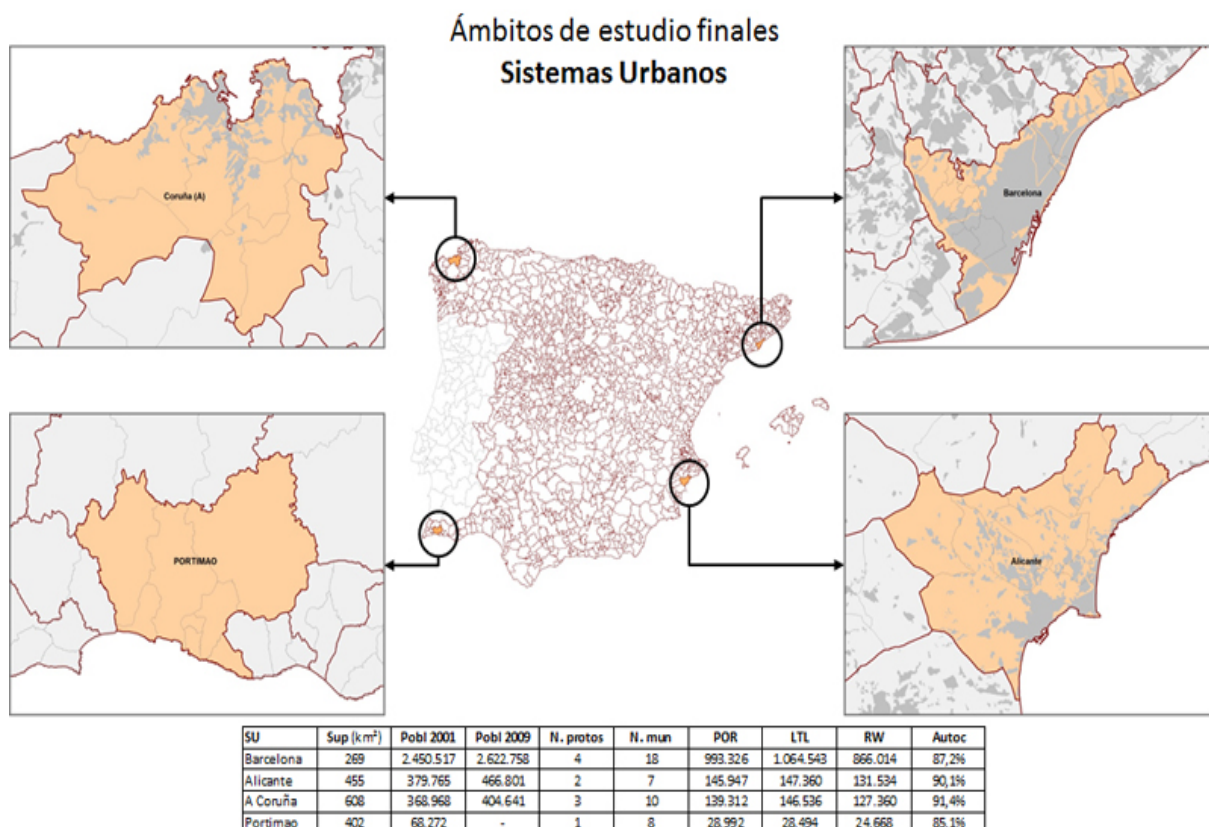 Ámbitos de estudio finales
Sistemas Urbanos
Coruña (A)
Barcelona
PORTIMAO
Alicante
SU Sup (km²) Pobl 2001 Pobl 2009 N. protos N. mun POR LTL RW Autoc
Barcelona 269 2.450.517 2.622.758 4 18 993.326 1.064.543 866.014 87,2%
Alicante 455 379.765 466.801 2 7 145.947 147.360 131.534 90,1%
A Coruña 608 368.968 404.641 3 10 139.312 146.536 127.360 91,4%
Portimao 402 68.272 - 1 8 28.992 28.494 24.668 85,1%